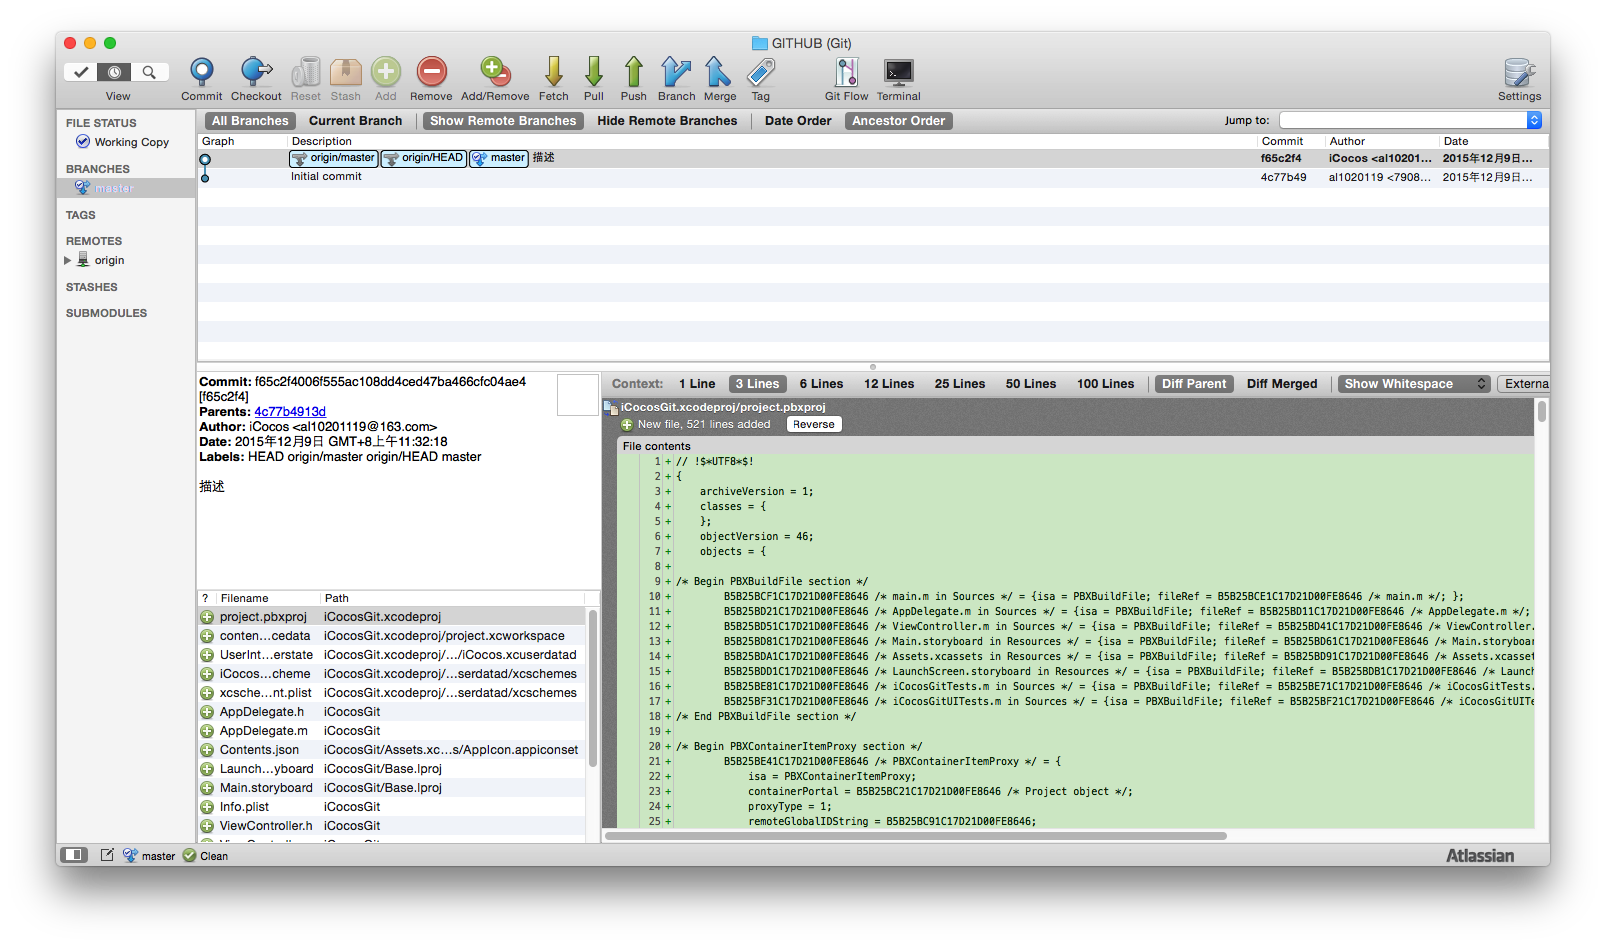 GITHUB (Git)
View Commit Checkout Reset Stash Add Remove Add/Remove Fetch Pull Push Branch Merge Tag Git Flow Terminal Settings
FILE STATUS
Working Copy
BRANCHES
master
TAGS
REMOTES
origin
STASHES
SUBMODULES
All Branches Current Branch Show Remote Branches Hide Remote Branches Date Order Ancestor Order Jump to:
Graph Description Commit Author Date
origin/master origin/HEAD master 描述 f65c2f4 iCocos <al10201... 2015年12月9日...
Initial commit 4c77b49 al1020119 <7908... 2015年12月9日...
Commit: f65c2f4006f555ac108dd4ced47ba466cfc04ae4
[f65c2f4]
Parents: 4c77b4913d
Author: iCocos <al10201119@163.com>
Date: 2015年12月9日 GMT+8上午11:32:18
Labels: HEAD origin/master origin/HEAD master
描述
? Filename Path
project.pbxproj iCocosGit.xcodeproj
conten...cedata iCocosGit.xcodeproj/project.xcworkspace
UserInt...erstate iCocosGit.xcodeproj/.../iCocos.xcuserdatad
iCocos...cheme iCocosGit.xcodeproj/...serdatad/xcschemes
xcsche...nt.plist iCocosGit.xcodeproj/...serdatad/xcschemes
AppDelegate.h iCocosGit
AppDelegate.m iCocosGit
Contents.json iCocosGit/Assets.xc...s/AppIcon.appiconset
Launch...yboard iCocosGit/Base.lproj
Main.storyboard iCocosGit/Base.lproj
Info.plist iCocosGit
ViewController.h iCocosGit
Context: 1 Line 3 Lines 6 Lines 12 Lines 25 Lines 50 Lines 100 Lines Diff Parent Diff Merged Show Whitespace Externa
iCocosGit.xcodeproj/project.pbxproj
New file, 521 lines added Reverse
File contents
1 + // !$*UTF8*$!
2 + {
3 + archiveVersion = 1;
4 + classes = {
5 + };
6 + objectVersion = 46;
7 + objects = {
8 +
9 + /* Begin PBXBuildFile section */
10 + B5B25BCF1C17D21D00FE8646 /* main.m in Sources */ = {isa = PBXBuildFile; fileRef = B5B25BCE1C17D21D00FE8646 /* main.m */; };
11 + B5B25BD21C17D21D00FE8646 /* AppDelegate.m in Sources */ = {isa = PBXBuildFile; fileRef = B5B25BD11C17D21D00FE8646 /* AppDelegate.m */;
12 + B5B25BD51C17D21D00FE8646 /* ViewController.m in Sources */ = {isa = PBXBuildFile; fileRef = B5B25BD41C17D21D00FE8646 /* ViewController.
13 + B5B25BD81C17D21D00FE8646 /* Main.storyboard in Resources */ = {isa = PBXBuildFile; fileRef = B5B25BD61C17D21D00FE8646 /* Main.storyboar
14 + B5B25BDA1C17D21D00FE8646 /* Assets.xcassets in Resources */ = {isa = PBXBuildFile; fileRef = B5B25BD91C17D21D00FE8646 /* Assets.xcasset
15 + B5B25BDD1C17D21D00FE8646 /* LaunchScreen.storyboard in Resources */ = {isa = PBXBuildFile; fileRef = B5B25BDB1C17D21D00FE8646 /* Launch
16 + B5B25BE81C17D21D00FE8646 /* iCocosGitTests.m in Sources */ = {isa = PBXBuildFile; fileRef = B5B25BE71C17D21D00FE8646 /* iCocosGitTests.
17 + B5B25BF31C17D21D00FE8646 /* iCocosGitUITests.m in Sources */ = {isa = PBXBuildFile; fileRef = B5B25BF21C17D21D00FE8646 /* iCocosGitUITe
18 + /* End PBXBuildFile section */
19 +
20 + /* Begin PBXContainerItemProxy section */
21 + B5B25BE41C17D21D00FE8646 /* PBXContainerItemProxy */ = {
22 + isa = PBXContainerItemProxy;
23 + containerPortal = B5B25BC21C17D21D00FE8646 /* Project object */;
24 + proxyType = 1;
25 + remoteGlobalIDString = B5B25BC91C17D21D00FE8646;
master Clean Atlassian